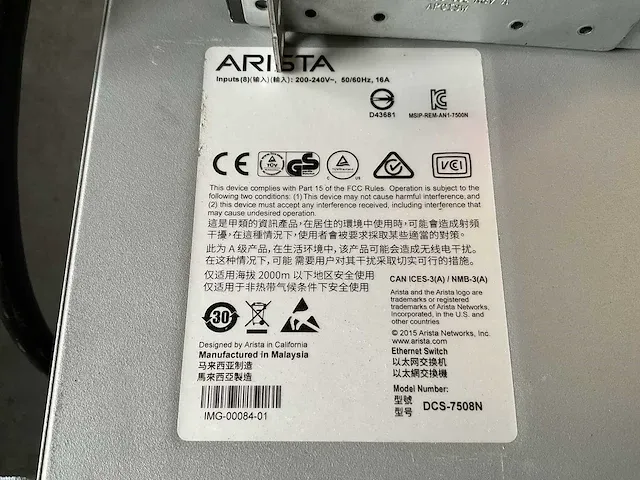 ARISTA
Inputs(8)(输入)(輸入): 200-240V~, 50/60Hz, 16A
D43681
MSIP-REM-AN1-7500N
CE
TÜV
GS
C US
VCI
This device complies with Part 15 of the FCC Rules. Operation is subject to the
following two conditions: (1) This device may not cause harmful interference, and
(2) this device must accept any interference received, including interference that
may cause undesired operation.
這是甲類的資訊產品，在居住的環境中使用時，可能會造成射頻
干擾，在這種情況下，使用者會被要求採取某些適當的對策。
此为 A 级产品，在生活环境中，该产品可能会造成无线电干扰。
在这种情况下，可能 需要用户对其干扰采取切实可行的措施。
仅适用海拔 2000m 以下地区安全使用
仅适用于非热带气候条件下安全使用
CAN ICES-3(A) / NMB-3(A)
Arista and the Arista logo are
trademarks or registered
trademarks of Arista Networks,
Incorporated, in the U.S. and
other countries
© 2015 Arista Networks, Inc.
www.arista.com
30
Designed by Arista in California
Manufactured in Malaysia
马来西亚制造
馬來西亞製造
IMG-00084-01
Ethernet Switch
以太网交换机
以太網交換機
Model Number:
型號
型号
DCS-7508N